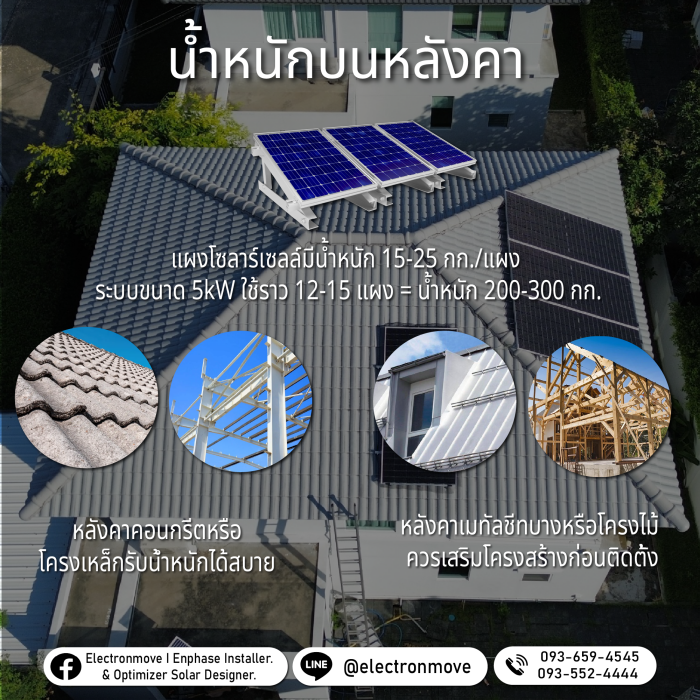 น้ำหนักบนหลังคา
แผงโซลาร์เซลล์มีน้ำหนัก 15-25 กก./แผง
ระบบขนาด 5kW ใช้ราว 12-15 แผง = น้ำหนัก 200-300 กก.
หลังคาคอนกรีตหรือ
โครงเหล็กรับน้ำหนักได้สบาย
หลังคาเมทัลชีทบางหรือโครงไม้
ควรเสริมโครงสร้างก่อนติดตั้ง
Electronmove I Enphase Installer.
& Optimizer Solar Designer.
LINE
@electronmove
093-659-4545
093-552-4444